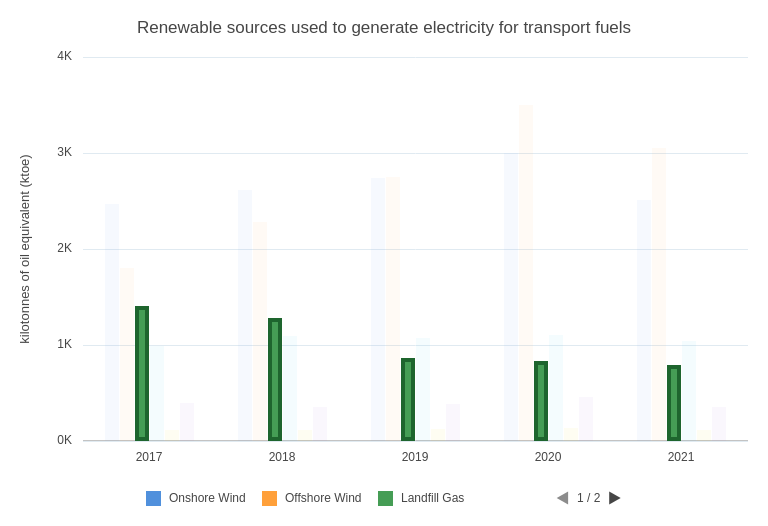 Renewable sources used to generate electricity for transport fuels
4K
3K
2K
1K
0K
kilotonnes of oil equivalent (ktoe)
2017 2018 2019 2020 2021
Onshore Wind Offshore Wind Landfill Gas 1 / 2